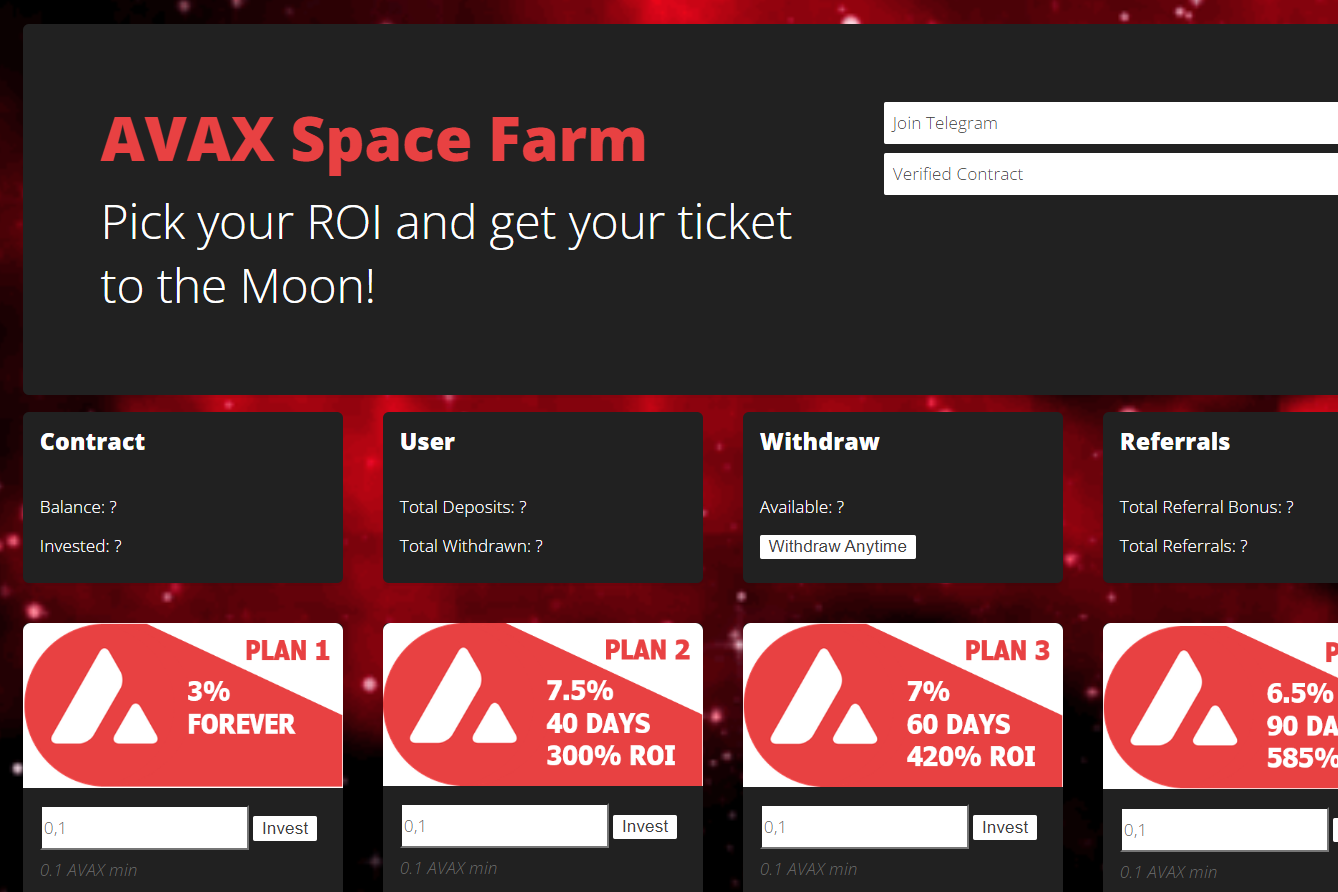 AVAX Space Farm
Pick your ROI and get your ticket
to the Moon!
Join Telegram
Verified Contract
Contract
Balance: ?
Invested: ?
User
Total Deposits: ?
Total Withdrawn: ?
Withdraw
Available: ?
Withdraw Anytime
Referrals
Total Referral Bonus: ?
Total Referrals: ?
PLAN 1
3%
FOREVER
0,1
Invest
0.1 AVAX min
PLAN 2
7.5%
40 DAYS
300% ROI
0,1
Invest
0.1 AVAX min
PLAN 3
7%
60 DAYS
420% ROI
0,1
Invest
0.1 AVAX min
6.5%
90
585%
0,1
0.1 AVAX min